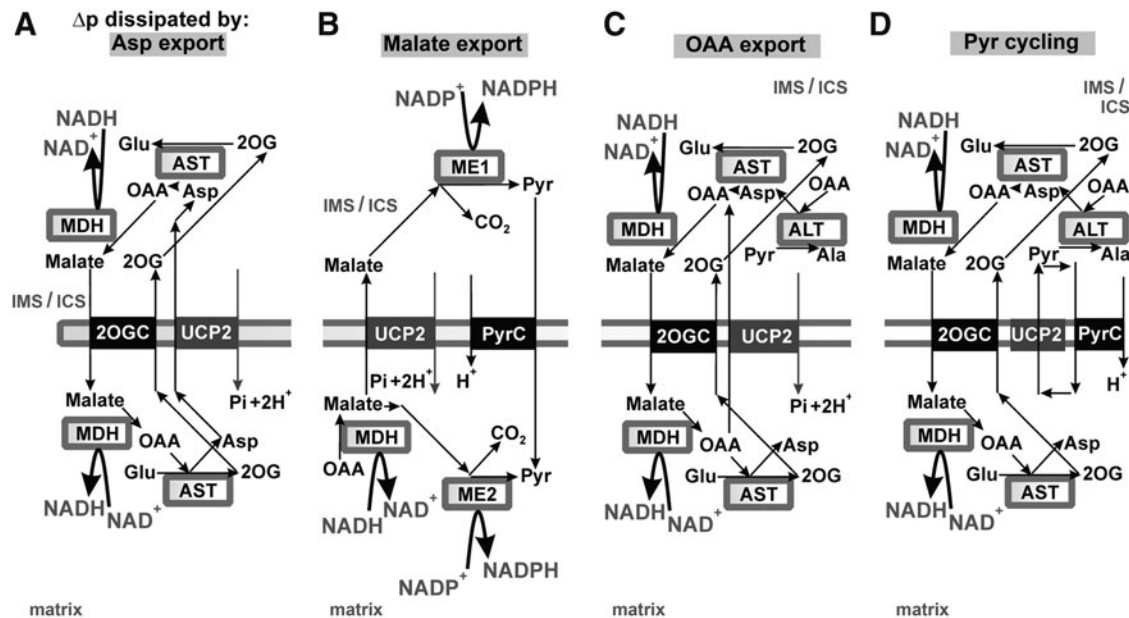 A
Δp dissipated by:
Asp export
NADH
NAD+
Glu
2OG
AST
OAA
Asp
MDH
Malate
2OG
IMS / ICS
2OGC
UCP2
Pi +2H+
Malate
MDH
OAA
Asp
Glu
2OG
AST
NADH
NAD+
matrix
B
Malate export
NADP+
NADPH
ME1
Pyr
CO2
IMS / ICS
Malate
UCP2
PyrC
Pi +2H+
H+
Malate
MDH
OAA
CO2
Pyr
ME2
NADH
NAD+
NADP+
NADPH
matrix
C
OAA export
IMS / ICS
NADH
NAD+
Glu
2OG
AST
OAA
Asp
OAA
MDH
ALT
Malate
2OG
Pyr
Ala
2OGC
UCP2
Pi +2H+
Malate
MDH
OAA
Asp
Glu
2OG
AST
NADH
NAD+
matrix
D
Pyr cycling
IMS /
ICS
NADH
NAD+
Glu
2OG
AST
OAA
Asp
OAA
MDH
ALT
Malate
2OG
Pyr
Ala
2OGC
UCP2
PyrC
H+
Malate
MDH
OAA
Asp
Glu
2OG
AST
NADH
NAD+
matrix